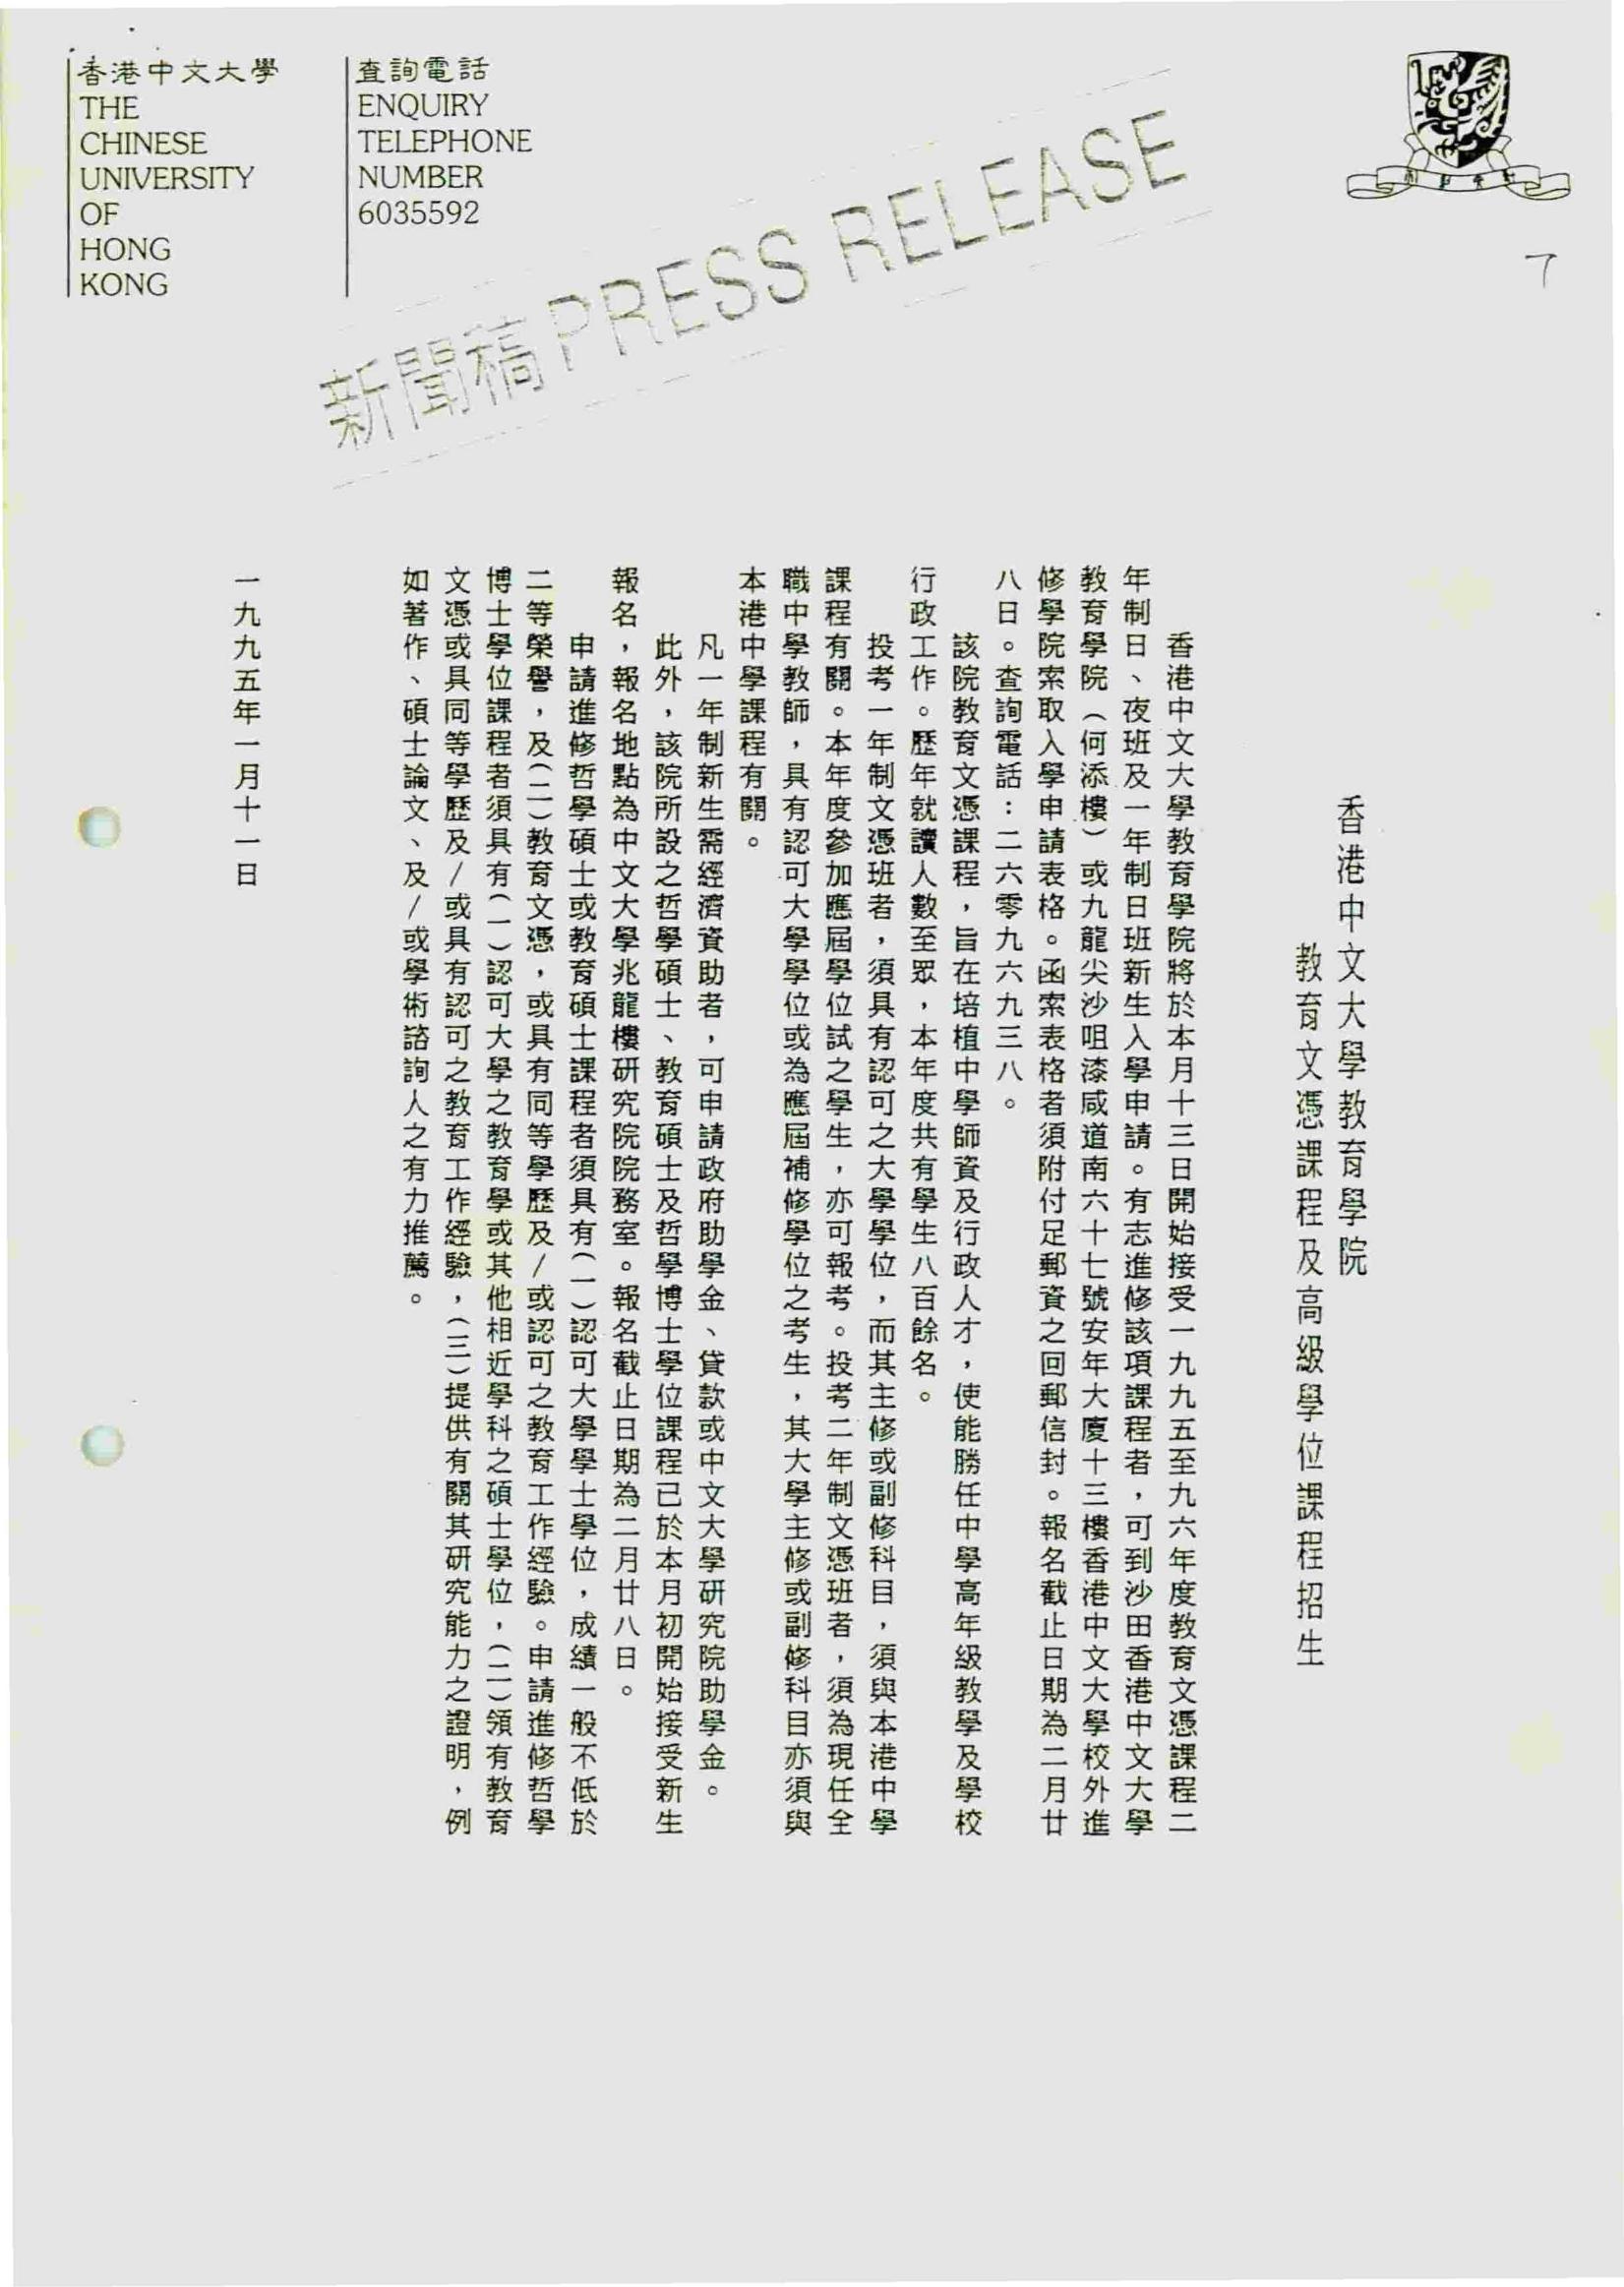 香港中文大學
THE
CHINESE
UNIVERSITY
OF
HONG
KONG
查詢電話
ENQUIRY
TELEPHONE
NUMBER
6035592
新聞稿 PRESS RELEASE
7
香港中文大學教育學院
教育文憑課程及高級學位課程招生
香港中文大學教育學院將於本月十三日開始接受一九九五至九六年度教育文憑課程二
年制日、夜班及一年制日班新生入學申請。有志進修該項課程者，可到沙田香港中文大學
教育學院（何添樓）或九龍尖沙咀漆咸道南六十七號安年大廈十三樓香港中文大學校外進
修學院索取入學申請表格。函索表格者須附付足郵資之回郵信封。報名截止日期為二月廿
八日。查詢電話：二六零九六九三八。
該院教育文憑課程，旨在培植中學師資及行政人才，使能勝任中學高年級教學及學校
行政工作。歷年就讀人數至眾，本年度共有學生八百餘名。
投考一年制文憑班者，須具有認可之大學學位，而其主修或副修科目，須與本港中學
課程有關。本年度參加應屆學位試之學生，亦可報考。投考二年制文憑班者，須為現任全
職中學教師，具有認可大學學位或為應屆補修學位之考生，其大學主修或副修科目亦須與
本港中學課程有關。
凡一年制新生需經濟資助者，可申請政府助學金、貸款或中文大學研究院助學金。
此外，該院所設之哲學碩士、教育碩士及哲學博士學位課程已於本月初開始接受新生
報名，報名地點為中文大學兆龍樓研究院院務室。報名截止日期為二月廿八日。
申請進修哲學碩士或教育碩士課程者須具有（一）認可大學學士學位，成績一般不低於
二等榮譽，及（二）教育文憑，或具有同等學歷及/或認可之教育工作經驗。申請進修哲學
博士學位課程者須具有（一）認可大學之教育學或其他相近學科之碩士學位，（二）領有教育
文憑或具同等學歷及/或具有認可之教育工作經驗，（三）提供有關其研究能力之證明，例
如著作、碩士論文、及/或學術諮詢人之有力推薦。
一九九五年一月十一日